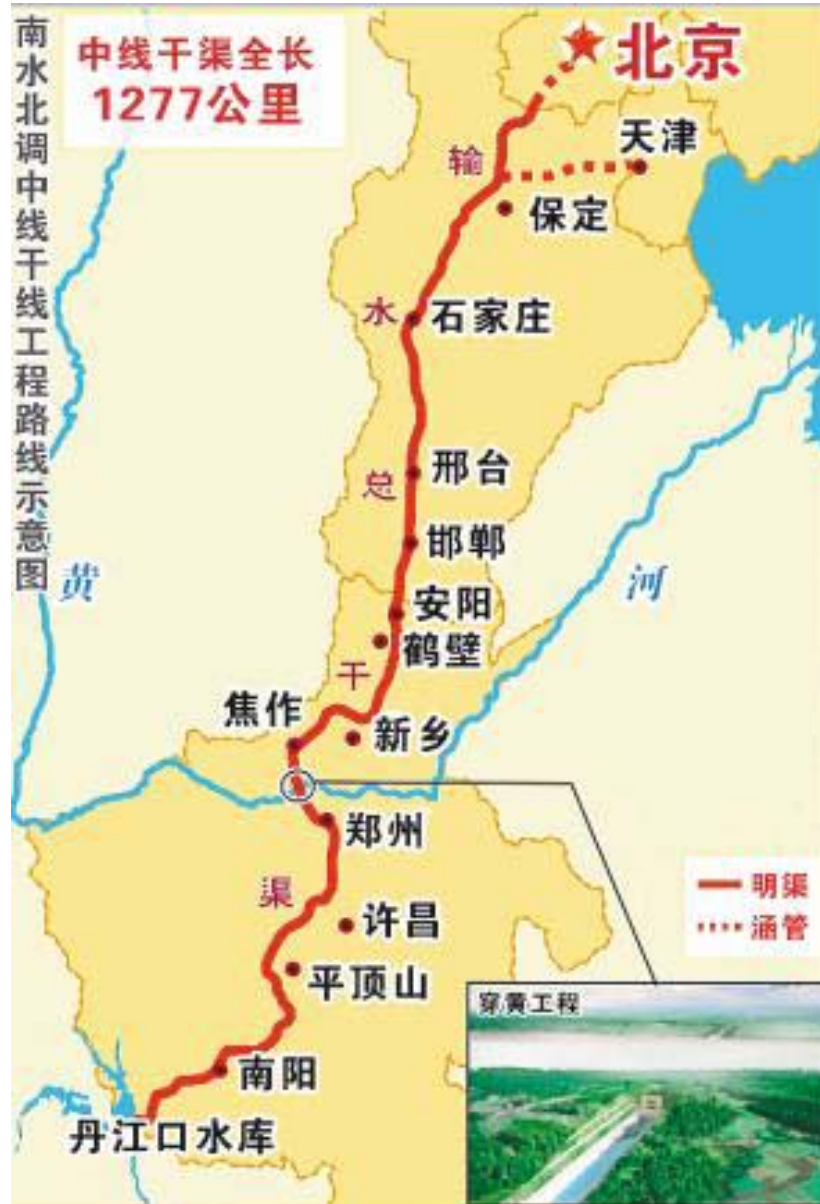 南水北调中线干线工程路线示意图
中线干渠全长
1277公里
北京
天津
输
保定
水
石家庄
总
邢台
邯郸
黄
河
安阳
鹤壁
干
焦作
新乡
郑州
渠
许昌
平顶山
明渠
涵管
穿黄工程
南阳
丹江口水库